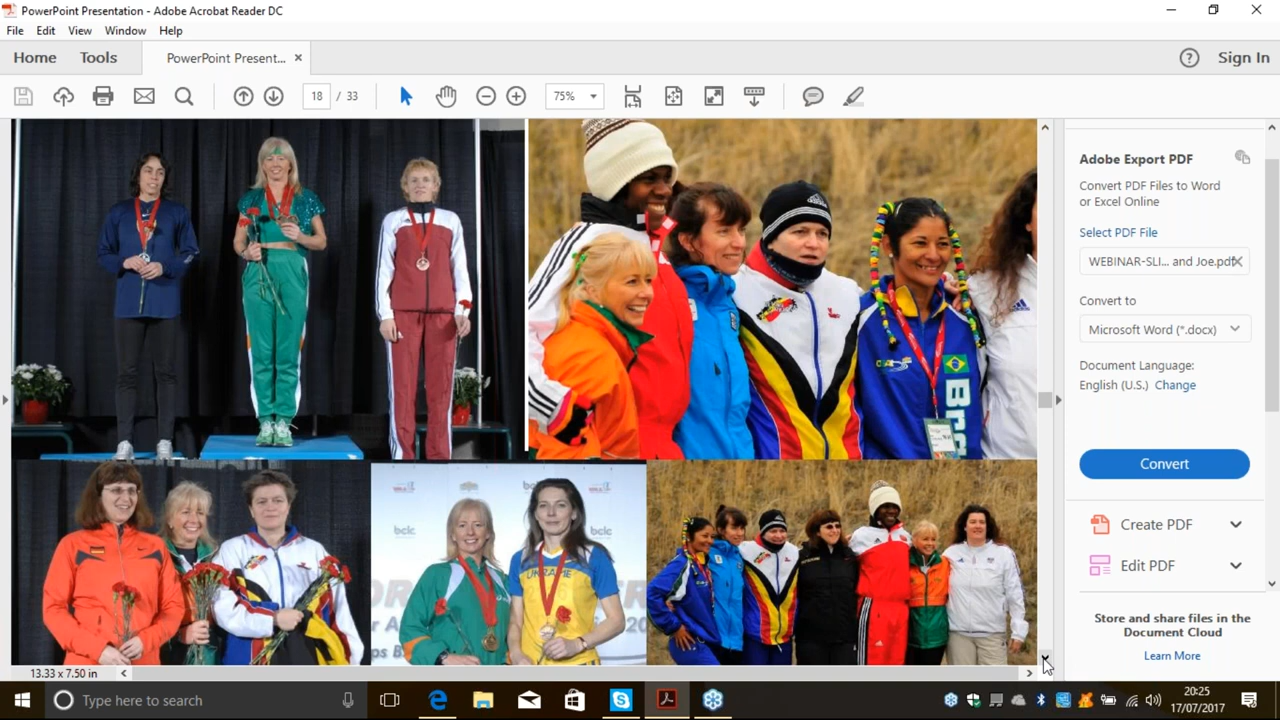 PowerPoint Presentation - Adobe Acrobat Reader DC
File Edit View Window Help
Home Tools PowerPoint Present... ×
Sign In
18 / 33
75%
Adobe Export PDF
Convert PDF Files to Word
or Excel Online
Select PDF File
WEBINAR-SLI... and Joe.pdf
Convert to
Microsoft Word (*.docx)
Document Language:
English (U.S.) Change
Convert
Create PDF
Edit PDF
Store and share files in the
Document Cloud
Learn More
bclc
bclc
UKRAINE
13.33 x 7.50 in
Type here to search
20:25
17/07/2017